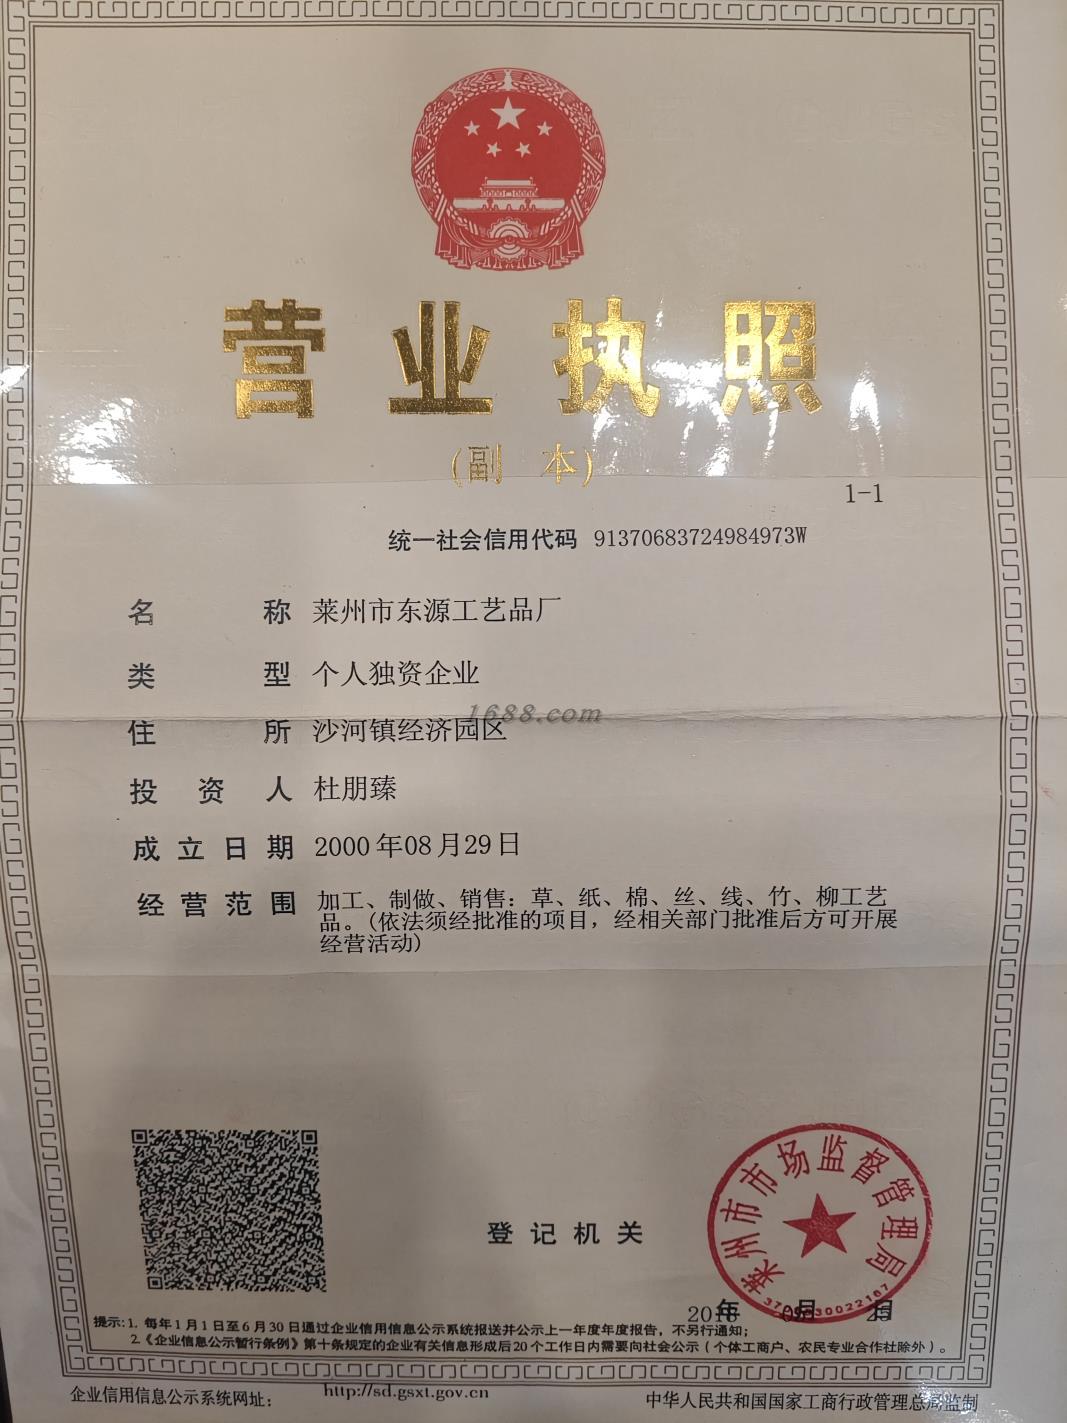 营业执照
(副本)
1-1
统一社会信用代码 91370683724984973W
名称 莱州市东源工艺品厂
类型 个人独资企业
1688.com
住所 沙河镇经济园区
投资人 杜朋臻
成立日期 2000年08月29日
经营范围 加工、制做、销售：草、纸、棉、丝、线、竹、柳工艺
品。(依法须经批准的项目，经相关部门批准后方可开展
经营活动)
莱州市市场监督管理局
登记机关
年 月 日
提示：1. 每年1月1日至6月30日通过企业信用信息公示系统报送并公示上一年度年度报告，不另行通知；
2.《企业信息公示暂行条例》第十条规定的企业有关信息形成后20个工作日内需要向社会公示（个体工商户、农民专业合作社除外）。
企业信用信息公示系统网址： http://sd.gsxt.gov.cn
中华人民共和国国家工商行政管理总局监制